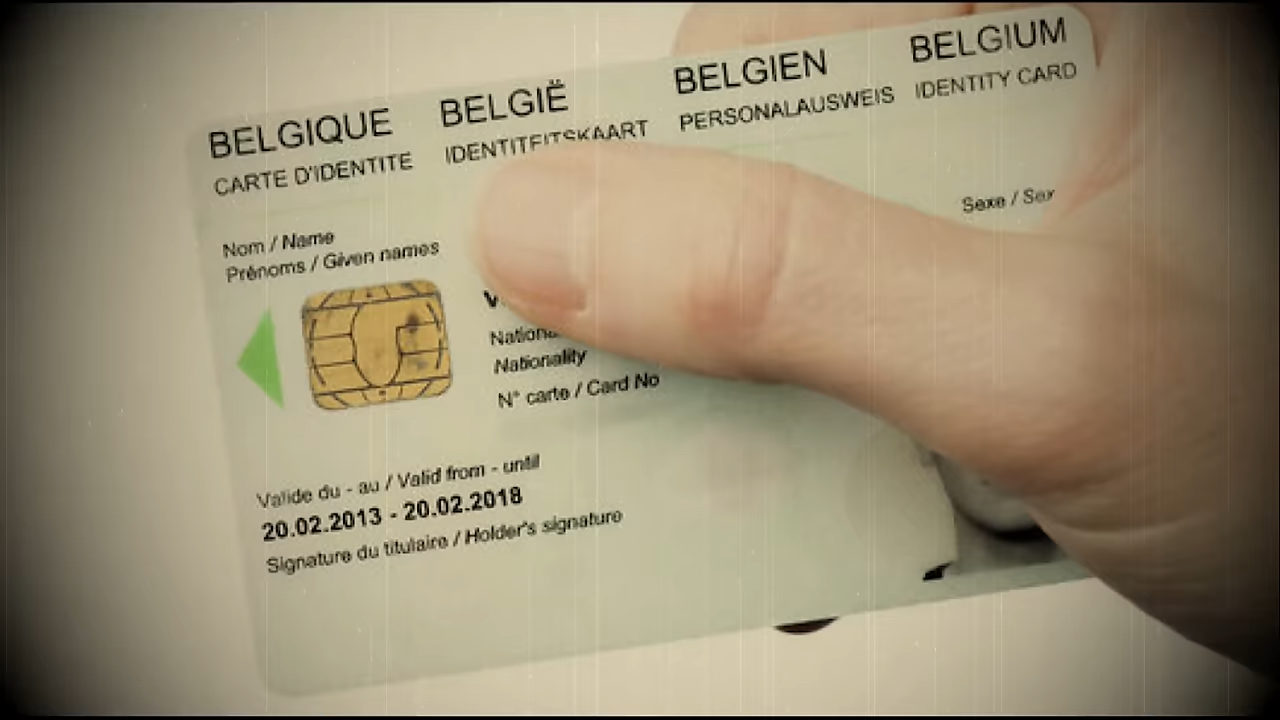 BELGIQUE BELGIË BELGIEN BELGIUM
CARTE D'IDENTITE IDENTITEITSKAART PERSONALAUSWEIS IDENTITY CARD
Sexe / Sex
Nom / Name
Prénoms / Given names
Nationality
N° carte / Card No
Valide du - au / Valid from - until
20.02.2013 - 20.02.2018
Signature du titulaire / Holder's signature